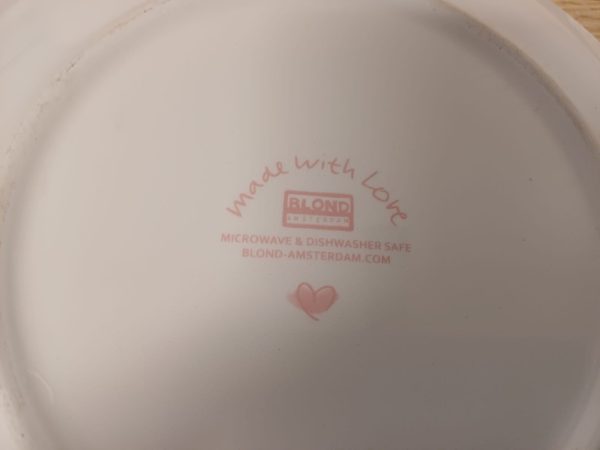 made with Love
BLOND
AMSTERDAM
MICROWAVE & DISHWASHER SAFE
BLOND-AMSTERDAM.COM